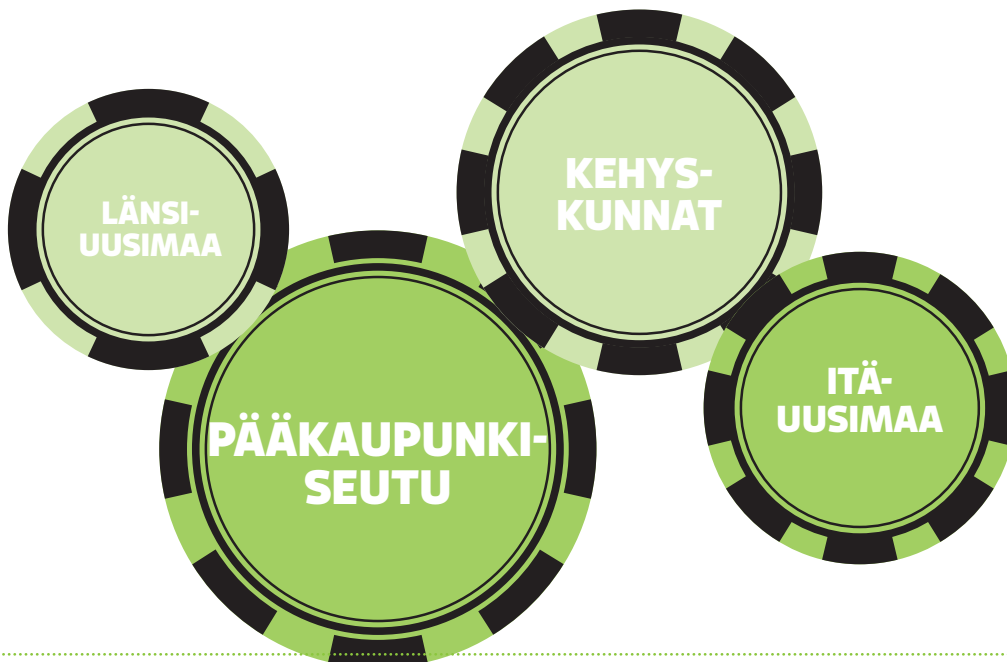 LÄNSI-
UUSIMAA
KEHYS-
KUNNAT
PÄÄKAUPUNKI-
SEUTU
ITÄ-
UUSIMAA